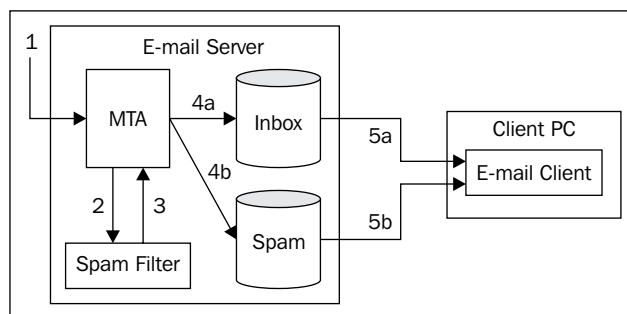 1
E-mail Server
MTA
4a
Inbox
5a
Client PC
E-mail Client
4b
2
3
Spam
5b
Spam Filter